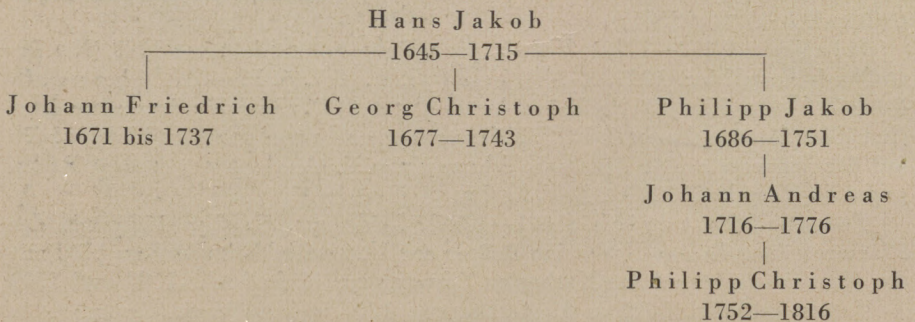 Hans Jakob
1645—1715
Johann Friedrich Georg Christoph Philipp Jakob
1671 bis 1737 1677—1743 1686—1751
Johann Andreas
1716—1776
Philipp Christoph
1752—1816